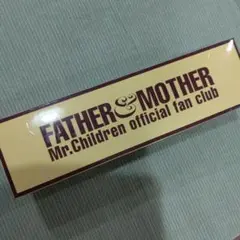 FATHER & MOTHER
Mr.Children official fan club